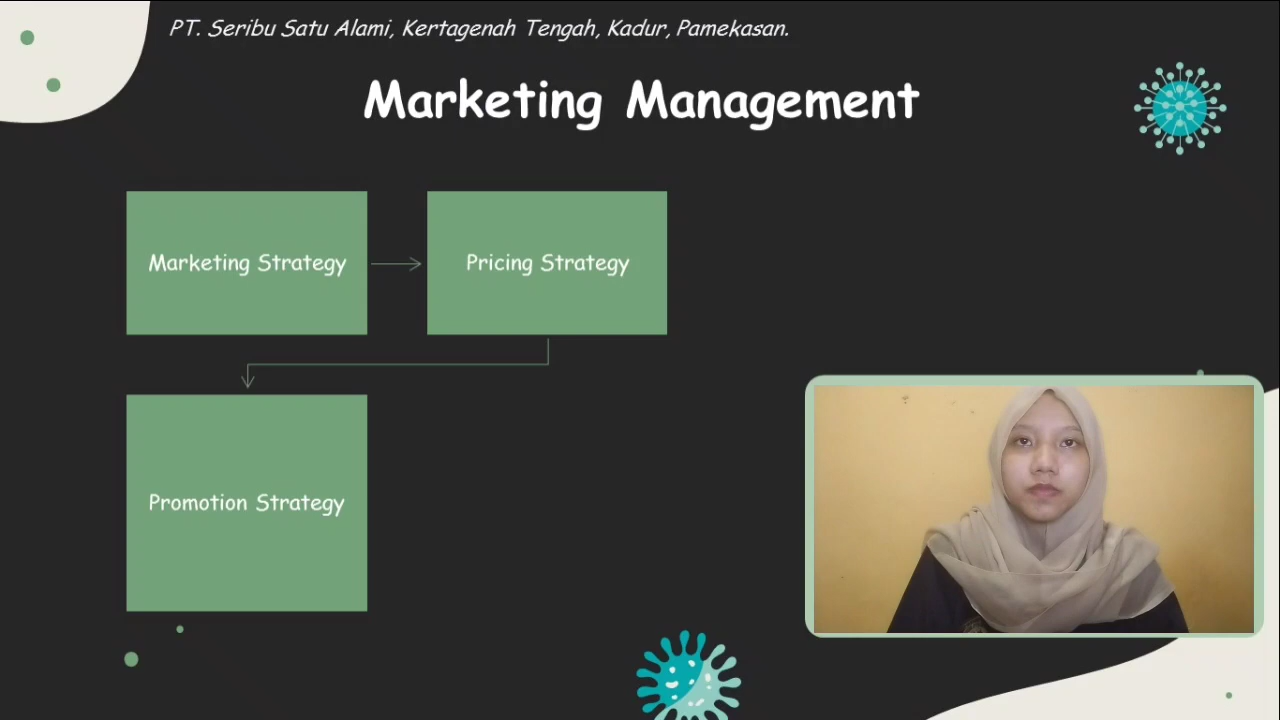 PT. Seribu Satu Alami, Kertagenah Tengah, Kadur, Pamekasan.
Marketing Management
Marketing Strategy
Pricing Strategy
Promotion Strategy